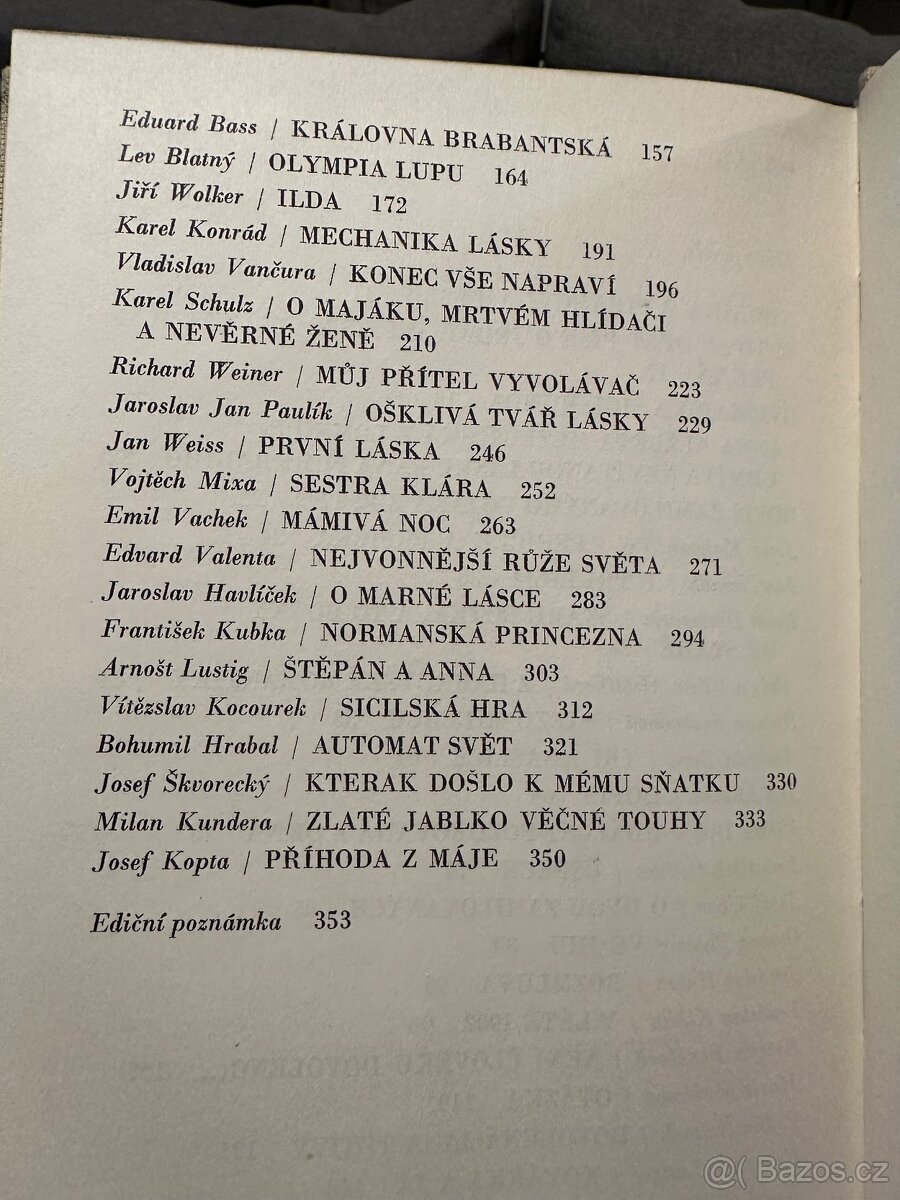 Eduard Bass / KRÁLOVNA BRABANTSKÁ 157
Lev Blatný / OLYMPIA LUPU 164
Jiří Wolker / ILDA 172
Karel Konrád / MECHANIKA LÁSKY 191
Vladislav Vančura / KONEC VŠE NAPRAVÍ 196
Karel Schulz / O MAJÁKU, MRTVÉM HLÍDAČI
A NEVĚRNÉ ŽENĚ 210
Richard Weiner / MŮJ PŘÍTEL VYVOLÁVAČ 223
Jaroslav Jan Paulík / OŠKLIVÁ TVÁŘ LÁSKY 229
Jan Weiss / PRVNÍ LÁSKA 246
Vojtěch Mixa / SESTRA KLÁRA 252
Emil Vachek / MÁMIVÁ NOC 263
Edvard Valenta / NEJVONNĚJŠÍ RŮŽE SVĚTA 271
Jaroslav Havlíček / O MARNÉ LÁSCE 283
František Kubka / NORMANSKÁ PRINCEZNA 294
Arnošt Lustig / ŠTĚPÁN A ANNA 303
Vítězslav Kocourek / SICILSKÁ HRA 312
Bohumil Hrabal / AUTOMAT SVĚT 321
Josef Škvorecký / KTERAK DOŠLO K MÉMU SŇATKU 330
Milan Kundera / ZLATÉ JABLKO VĚČNÉ TOUHY 333
Josef Kopta / PŘÍHODA Z MÁJE 350
Ediční poznámka 353
Bazos.cz